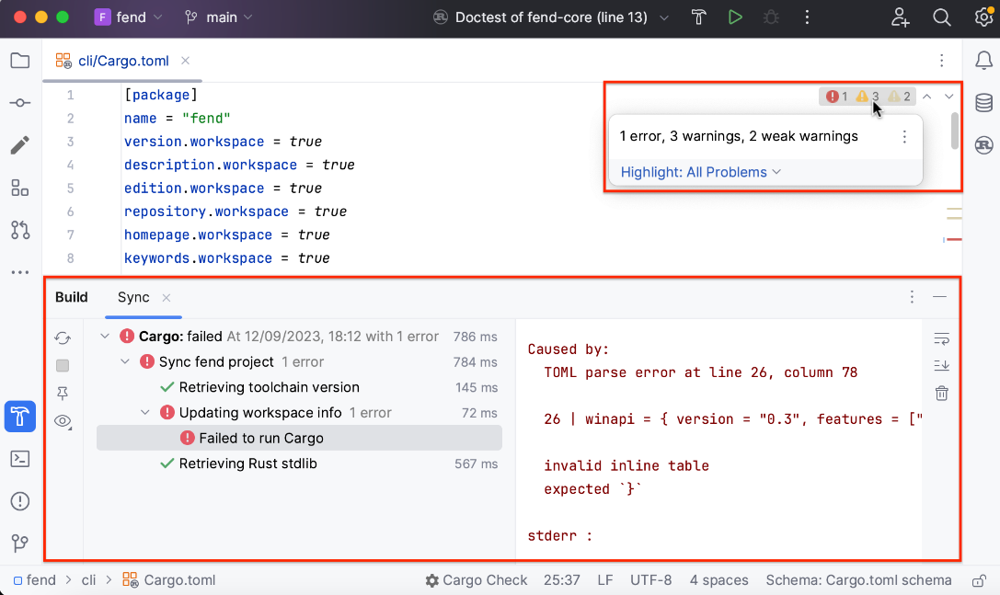 F fend main Doctest of fend-core (line 13)
cli/Cargo.toml
1 [package]
2 name = "fend"
3 version.workspace = true
4 description.workspace = true
5 edition.workspace = true
6 repository.workspace = true
7 homepage.workspace = true
8 keywords.workspace = true
1 3 2
1 error, 3 warnings, 2 weak warnings
Highlight: All Problems
Build Sync
Cargo: failed At 12/09/2023, 18:12 with 1 error 786 ms
Sync fend project 1 error 784 ms
Retrieving toolchain version 145 ms
Updating workspace info 1 error 72 ms
Failed to run Cargo
Retrieving Rust stdlib 567 ms
Caused by:
TOML parse error at line 26, column 78
26 | winapi = { version = "0.3", features = ["
invalid inline table
expected `}`
stderr :
fend cli Cargo.toml Cargo Check 25:37 LF UTF-8 4 spaces Schema: Cargo.toml schema